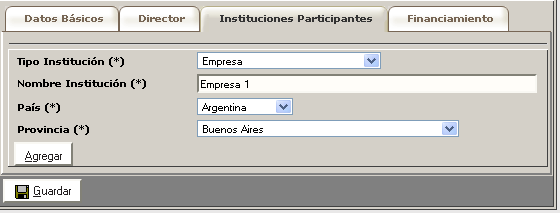 Datos Básicos Director Instituciones Participantes Financiamiento
Tipo Institución (*) Empresa
Nombre Institución (*) Empresa 1
País (*) Argentina
Provincia (*) Buenos Aires
Agregar
Guardar